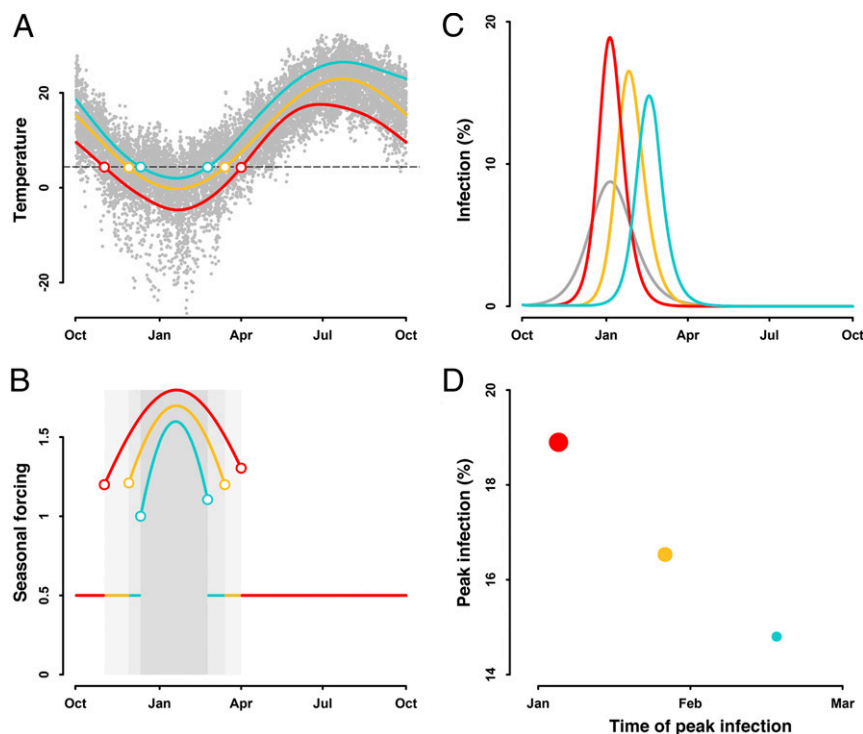 A
Temperature
20
0
-20
Oct Jan Apr Jul Oct
B
Seasonal forcing
1.5
1
0.5
0
Oct Jan Apr Jul Oct
C
Infection (%)
20
10
0
Oct Jan Apr Jul Oct
D
Peak infection (%)
20
18
16
14
Jan Feb Mar
Time of peak infection